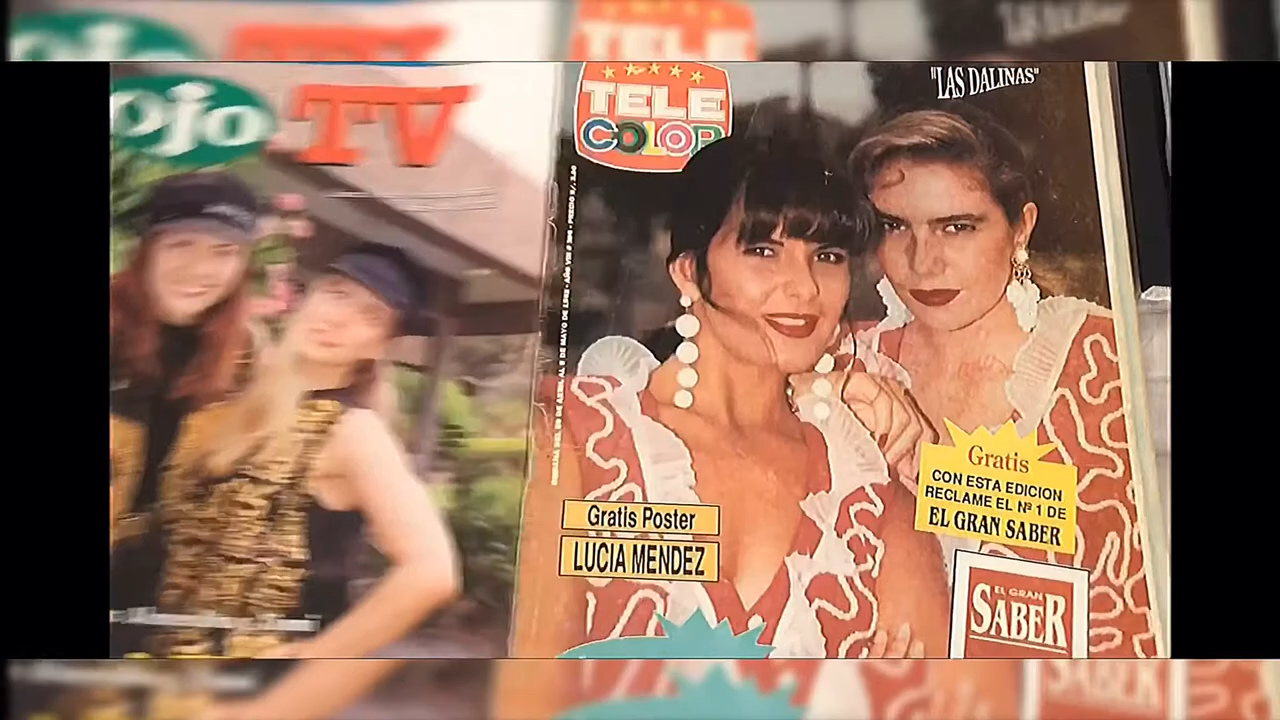 ojo
TV
TELE
COLOR
"LAS DALINAS"
Gratis
CON ESTA EDICION
RECLAME EL Nº 1 DE
EL GRAN SABER
Gratis Poster
LUCIA MENDEZ
EL GRAN
SABER